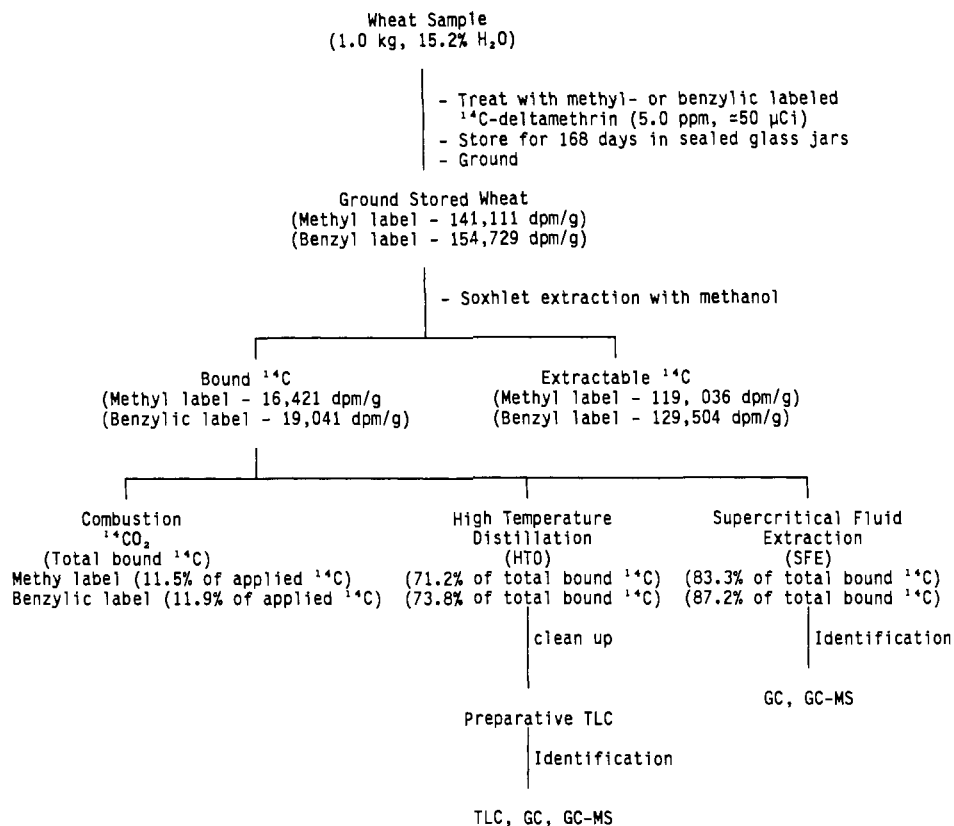 Wheat Sample
(1.0 kg, 15.2% H₂O)
- Treat with methyl- or benzylic labeled
¹⁴C-deltamethrin (5.0 ppm, ≃50 μCi)
- Store for 168 days in sealed glass jars
- Ground
Ground Stored Wheat
(Methyl label - 141,111 dpm/g)
(Benzyl label - 154,729 dpm/g)
- Soxhlet extraction with methanol
Bound ¹⁴C
(Methyl label - 16,421 dpm/g
(Benzylic label - 19,041 dpm/g)
Extractable ¹⁴C
(Methyl label - 119, 036 dpm/g)
(Benzyl label - 129,504 dpm/g)
Combustion
¹⁴CO₂
(Total bound ¹⁴C)
Methy label (11.5% of applied ¹⁴C)
Benzylic label (11.9% of applied ¹⁴C)
High Temperature
Distillation
(HTO)
(71.2% of total bound ¹⁴C)
(73.8% of total bound ¹⁴C)
Supercritical Fluid
Extraction
(SFE)
(83.3% of total bound ¹⁴C)
(87.2% of total bound ¹⁴C)
clean up
Identification
GC, GC-MS
Preparative TLC
Identification
TLC, GC, GC-MS